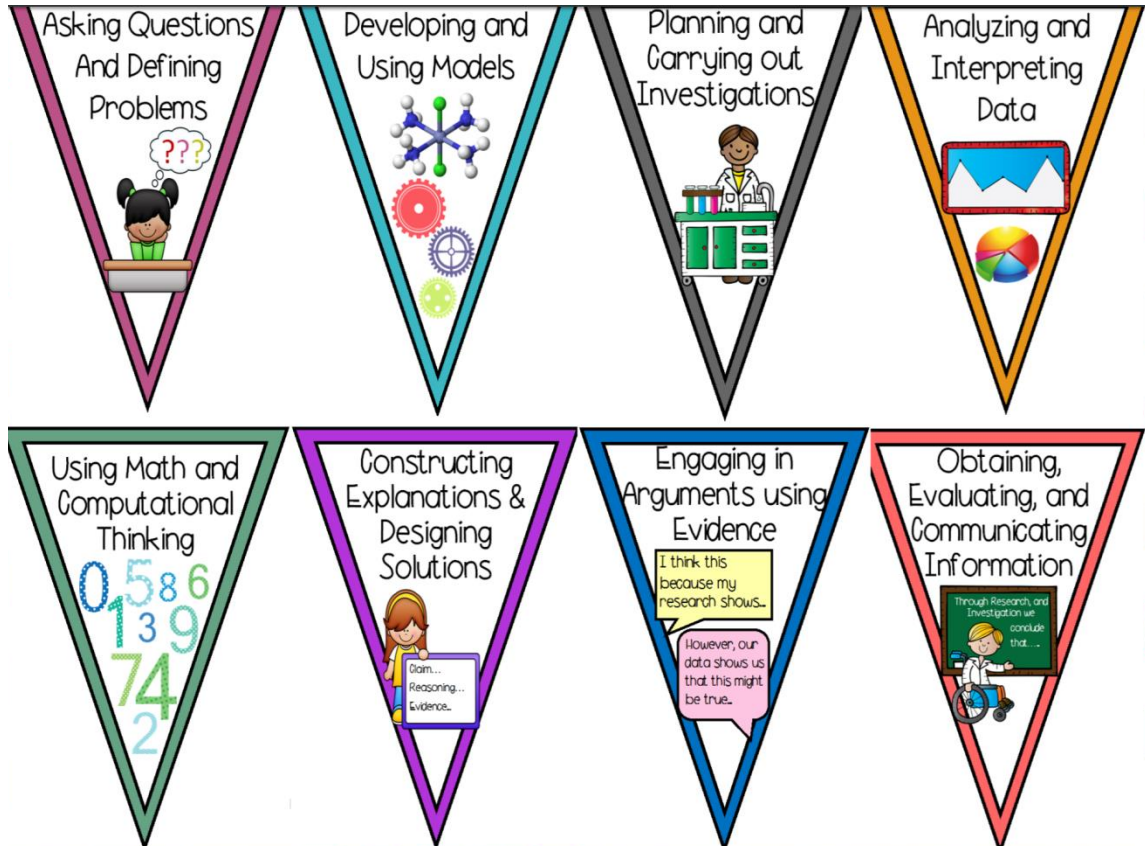 Asking Questions
And Defining
Problems
???
Developing and
Using Models
Planning and
Carrying out
Investigations
Analyzing and
Interpreting
Data
Using Math and
Computational
Thinking
0 5 8 6
1 3 9
7 4
2
Constructing
Explanations &
Designing
Solutions
Claim...
Reasoning...
Evidence...
Engaging in
Arguments using
Evidence
I think this
because my
research shows...
However, our
data shows us
that this might
be true...
Obtaining,
Evaluating, and
Communicating
Information
Through Research, and
Investigation we
conclude
that.....